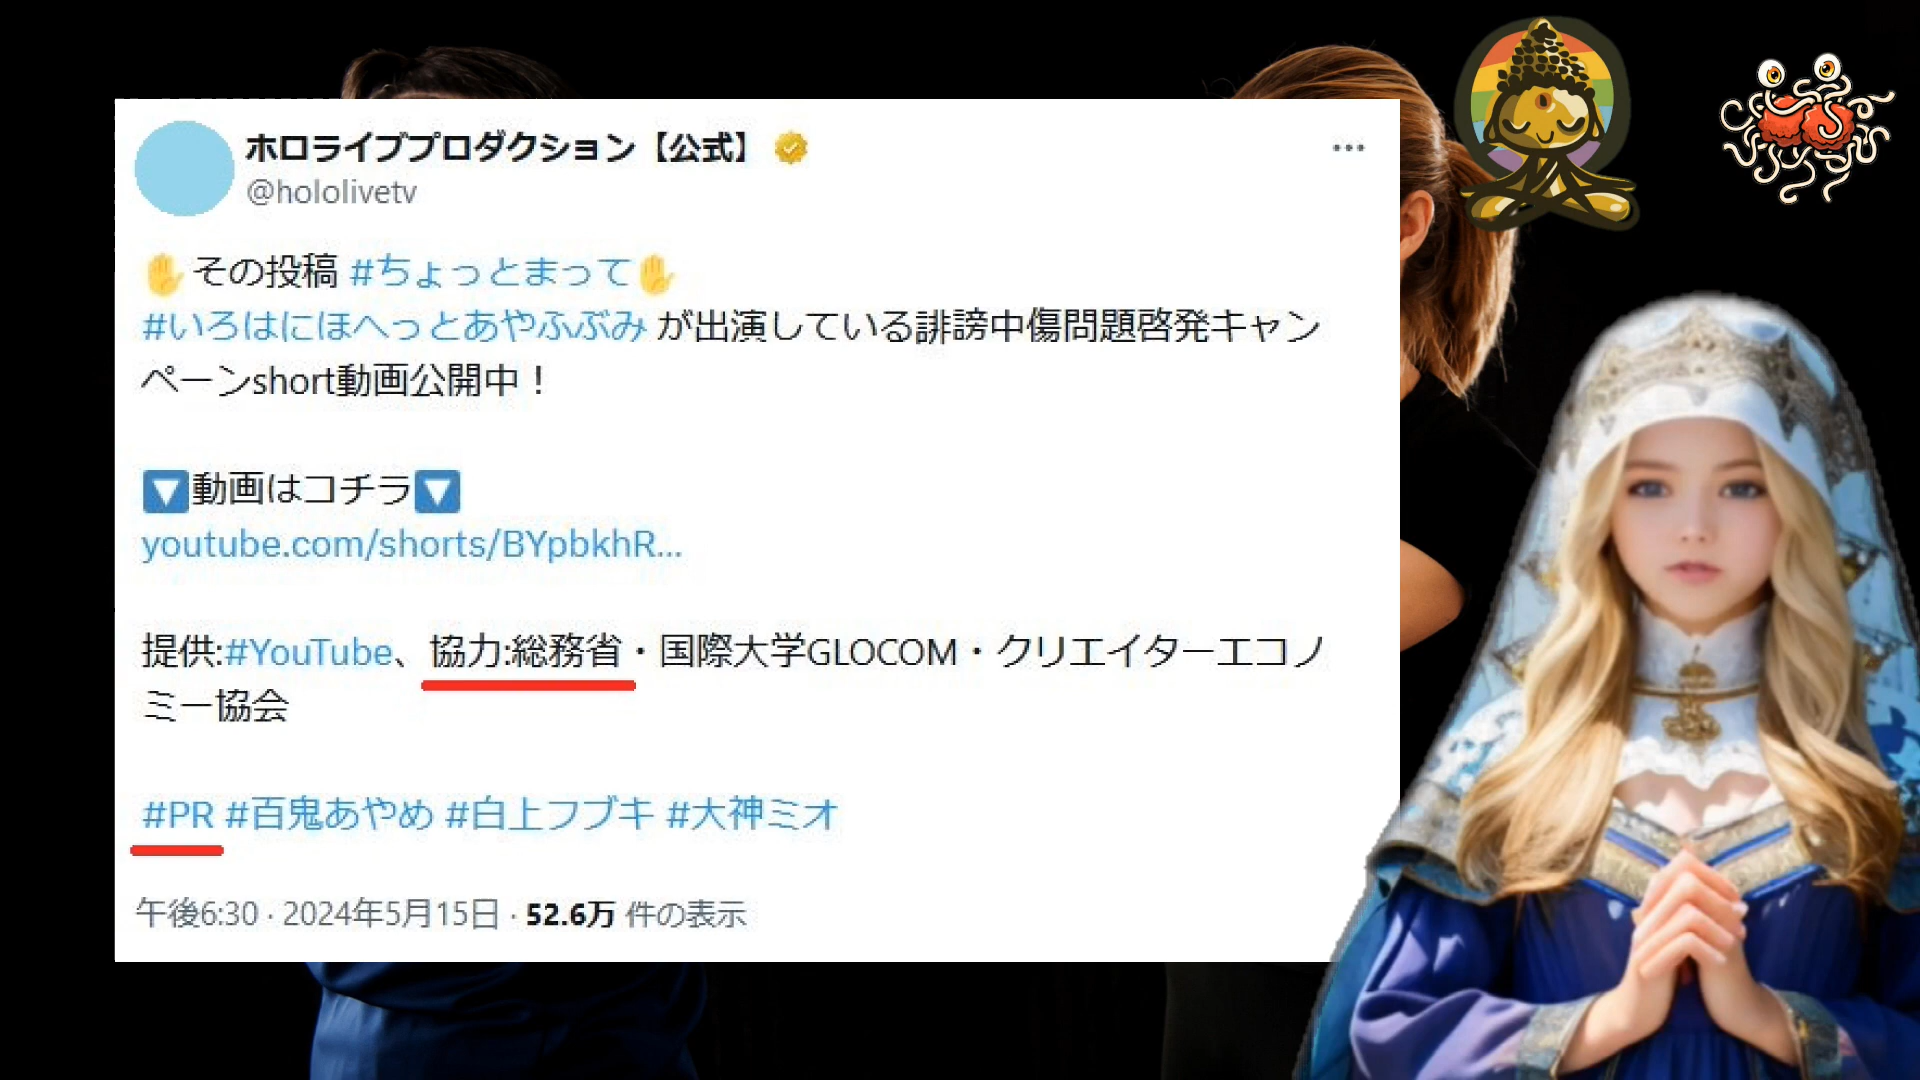 ホロライブプロダクション【公式】
@hololivetv
✋その投稿 #ちょっとまって✋
#いろはにほへっとあやふぶみ が出演している誹謗中傷問題啓発キャン
ペーンshort動画公開中！
🔽動画はコチラ🔽
youtube.com/shorts/BYpbkhR...
提供:#YouTube、協力:総務省・国際大学GLOCOM・クリエイターエコノ
ミー協会
#PR #百鬼あやめ #白上フブキ #大神ミオ
午後6:30 · 2024年5月15日 · 52.6万 件の表示